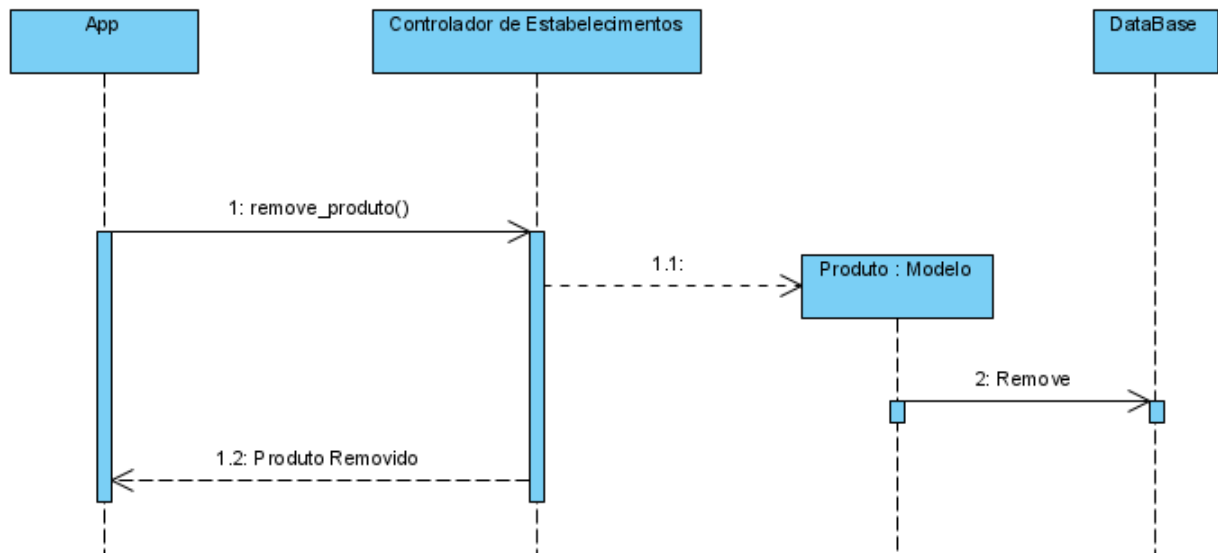 App
Controlador de Estabelecimentos
DataBase
1: remove_produto()
1.1:
Produto : Modelo
2: Remove
1.2: Produto Removido